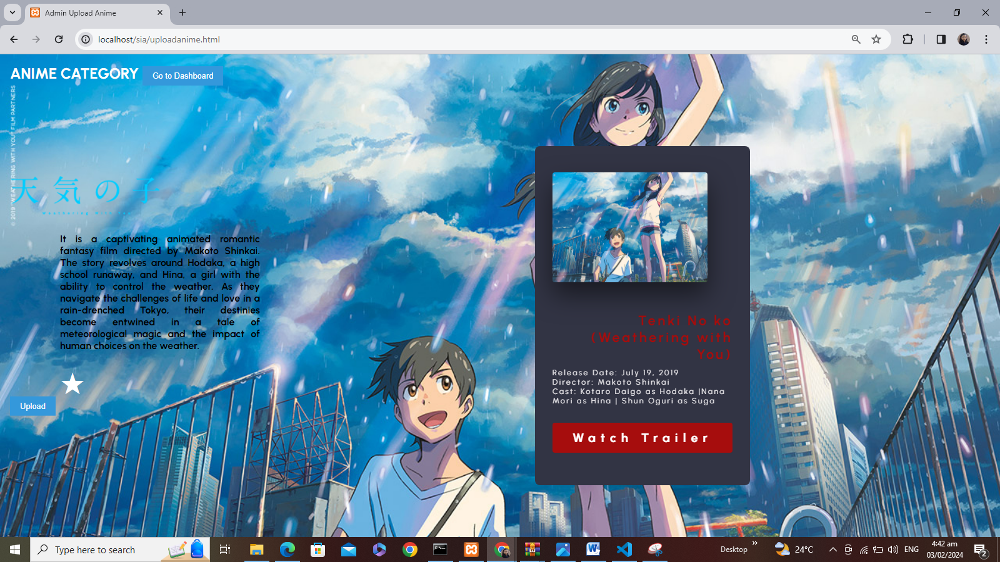 Admin Upload Anime
localhost/sia/uploadanime.html
ANIME CATEGORY
Go to Dashboard
© 2019 "WEATHERING WITH YOU" FILM PARTNERS
天気の子
Weathering With
It is a captivating animated romantic
fantasy film directed by Makoto Shinkai.
The story revolves around Hodaka, a high
school runaway, and Hina, a girl with the
ability to control the weather. As they
navigate the challenges of life and love in a
rain-drenched Tokyo, their destinies
become entwined in a tale of
meteorological magic and the impact of
human choices on the weather.
Upload
Tenki No ko
(Weathering with
You)
Release Date: July 19, 2019
Director: Makoto Shinkai
Cast: Kotaro Daigo as Hodaka |Nana
Mori as Hina | Shun Oguri as Suga
Watch Trailer
Type here to search
Desktop
24°C
ENG
4:42 am
03/02/2024
2